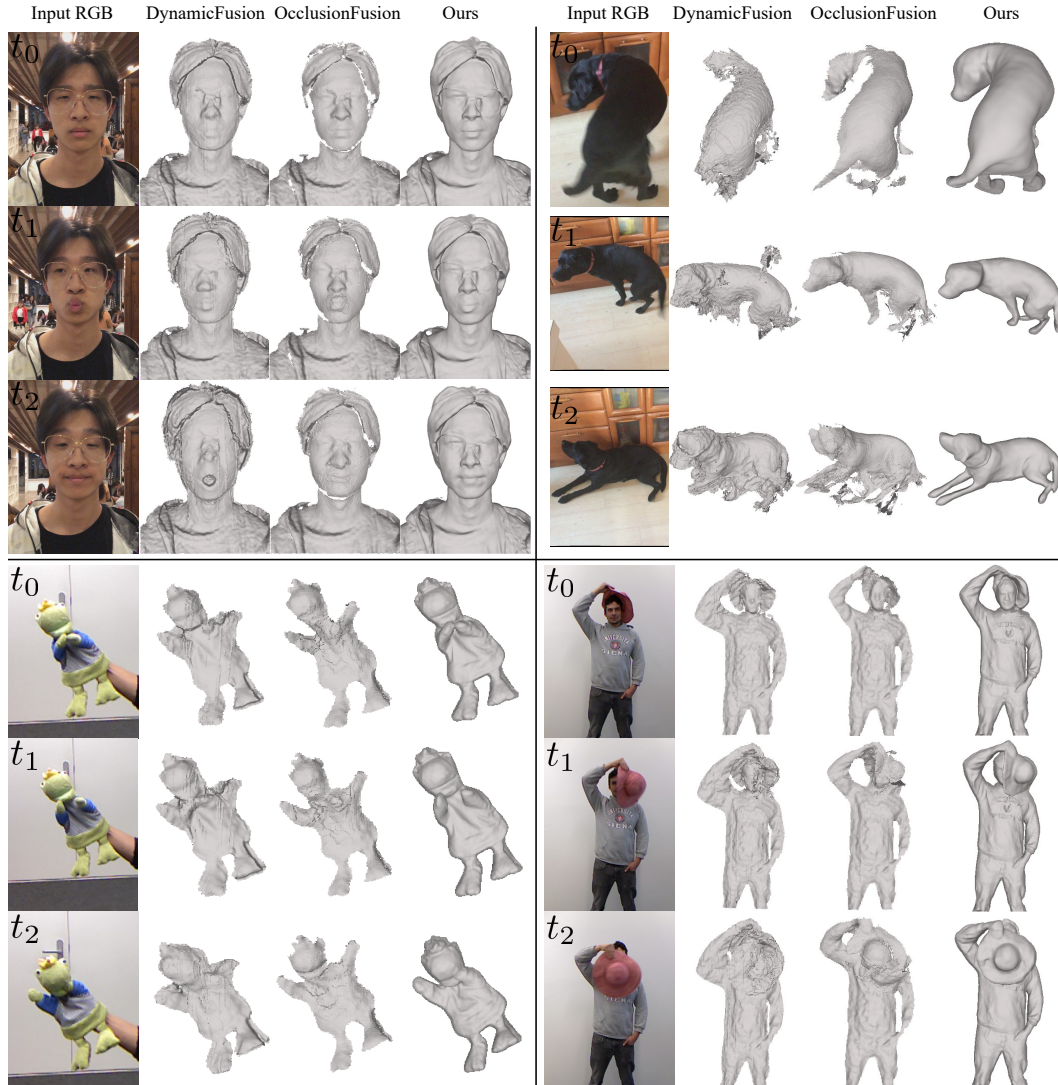 Input RGB DynamicFusion OcclusionFusion Ours Input RGB DynamicFusion OcclusionFusion Ours
t0 t0
t1 t1
t2 t2
t0 t0
t1 t1
t2 t2